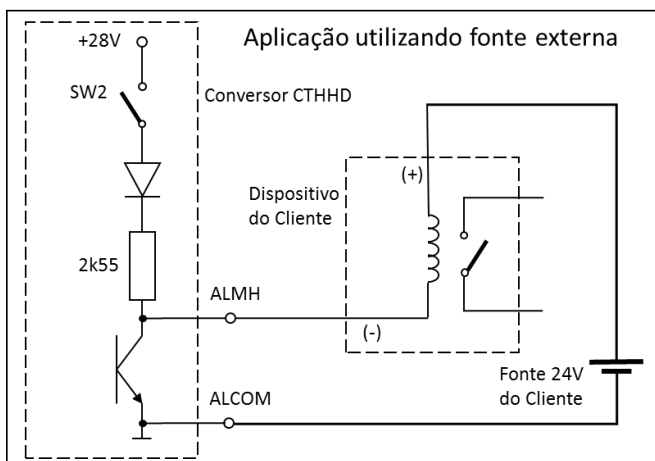 Aplicação utilizando fonte externa
+28V
SW2
Conversor CTHHD
Dispositivo
do Cliente
(+)
2k55
ALMH
(-)
Fonte 24V
do Cliente
ALCOM